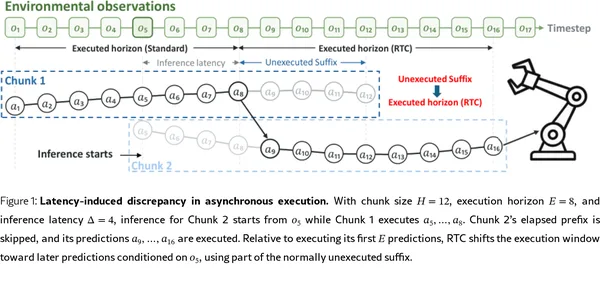 Environmental observations
o1 o2 o3 o4 o5 o6 o7 o8 o9 o10 o11 o12 o13 o14 o15 o16 o17 Timestep
Executed horizon (Standard) Executed horizon (RTC)
Inference latency Unexecuted Suffix
Chunk 1
a1 a2 a3 a4 a5 a6 a7 a8 a9 a10 a11 a12
Unexecuted Suffix
Executed horizon (RTC)
a5 a6 a7 a8 a9 a10 a11 a12 a13 a14 a15 a16
Inference starts
Chunk 2
Figure 1: Latency-induced discrepancy in asynchronous execution. With chunk size H = 12, execution horizon E = 8, and
inference latency Δ = 4, inference for Chunk 2 starts from o5 while Chunk 1 executes a5, ..., a8. Chunk 2's elapsed prefix is
skipped, and its predictions a9, ..., a16 are executed. Relative to executing its first E predictions, RTC shifts the execution window
toward later predictions conditioned on o5, using part of the normally unexecuted suffix.